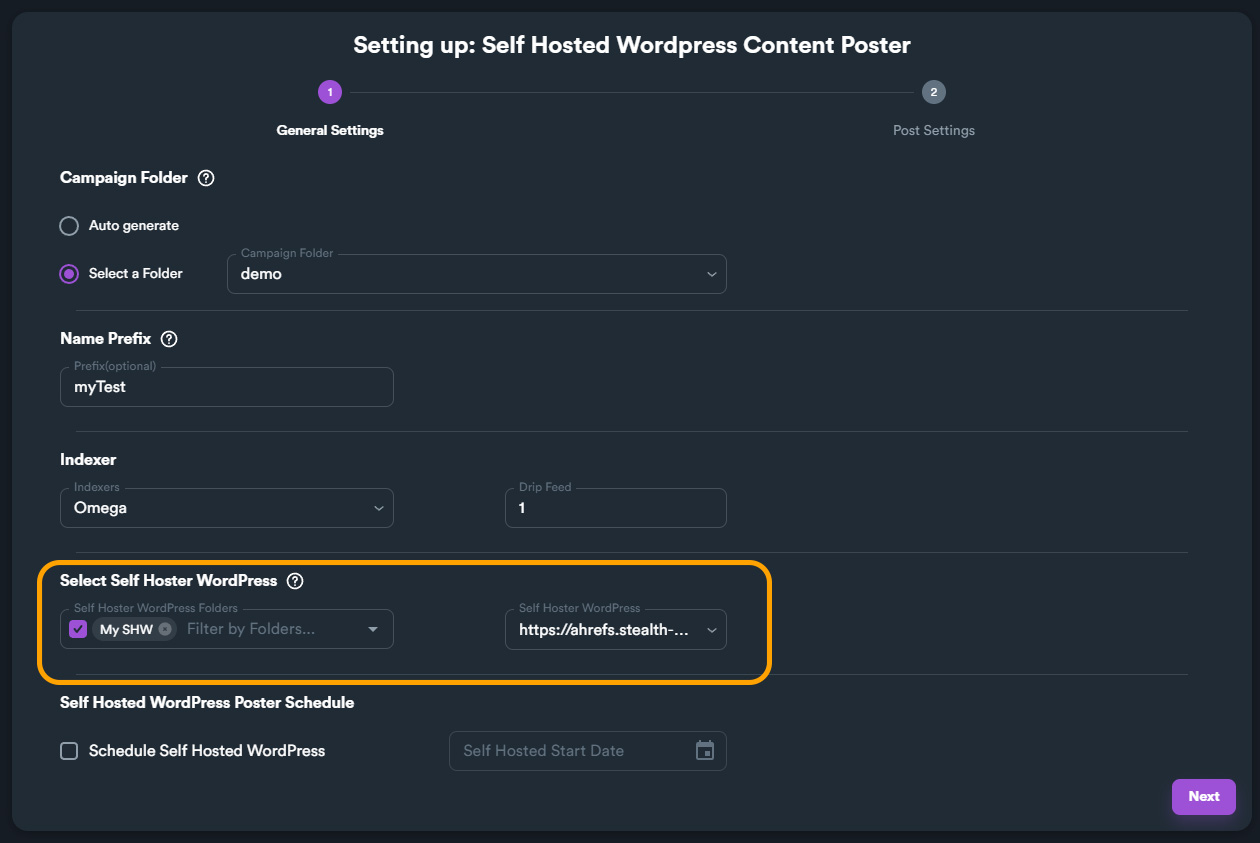 Setting up: Self Hosted Wordpress Content Poster
1 2
General Settings Post Settings
Campaign Folder ?
Auto generate
Campaign Folder
Select a Folder demo
Name Prefix ?
Prefix(optional)
myTest
Indexer
Indexers Drip Feed
Omega 1
Select Self Hoster WordPress ?
Self Hoster WordPress Folders Self Hoster WordPress
My SHW Filter by Folders... https://ahrefs.stealth-...
Self Hosted WordPress Poster Schedule
Schedule Self Hosted WordPress Self Hosted Start Date
Next